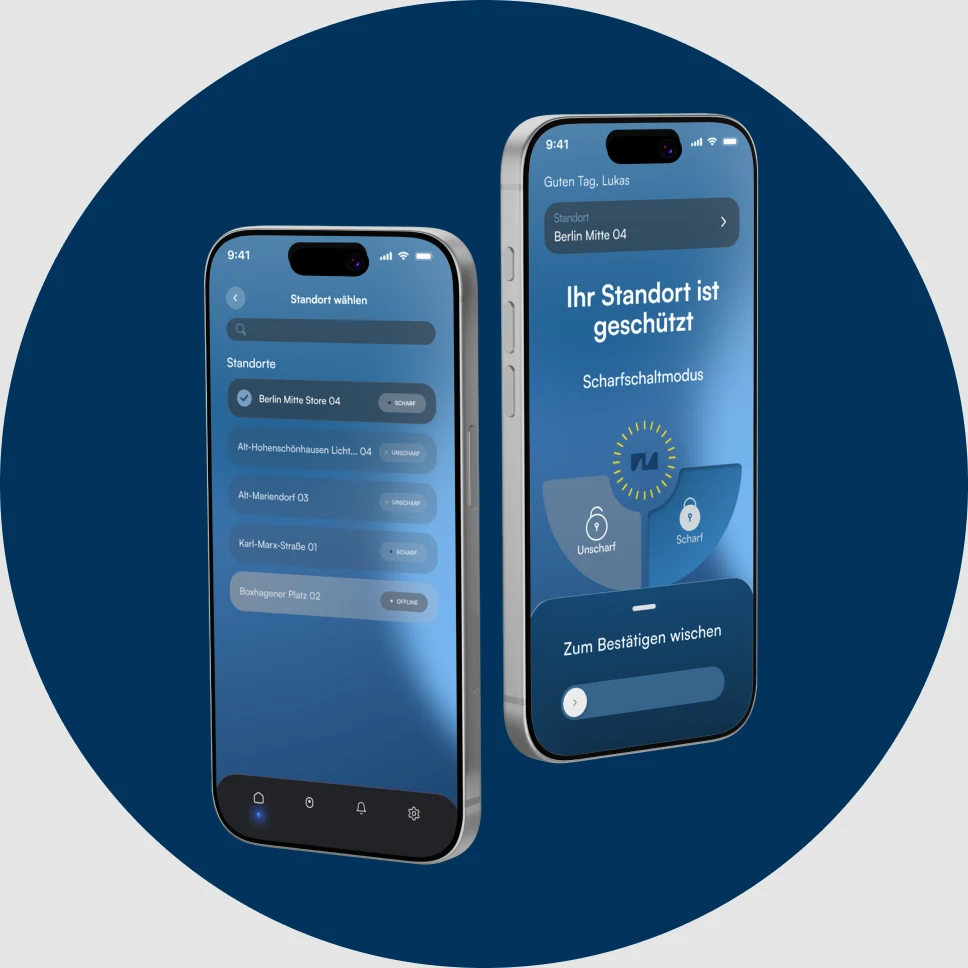 9:41
Standort wählen
Standorte
Berlin Mitte Store 04
SCHARF
Alt-Hohenschönhausen Licht... 04
UNSCHARF
Alt-Mariendorf 03
UNSCHARF
Karl-Marx-Straße 01
SCHARF
Boxhagener Platz 02
OFFLINE
9:41
Guten Tag, Lukas
Standort
Berlin Mitte 04
Ihr Standort ist
geschützt
Scharfschaltmodus
Unscharf
Scharf
Zum Bestätigen wischen